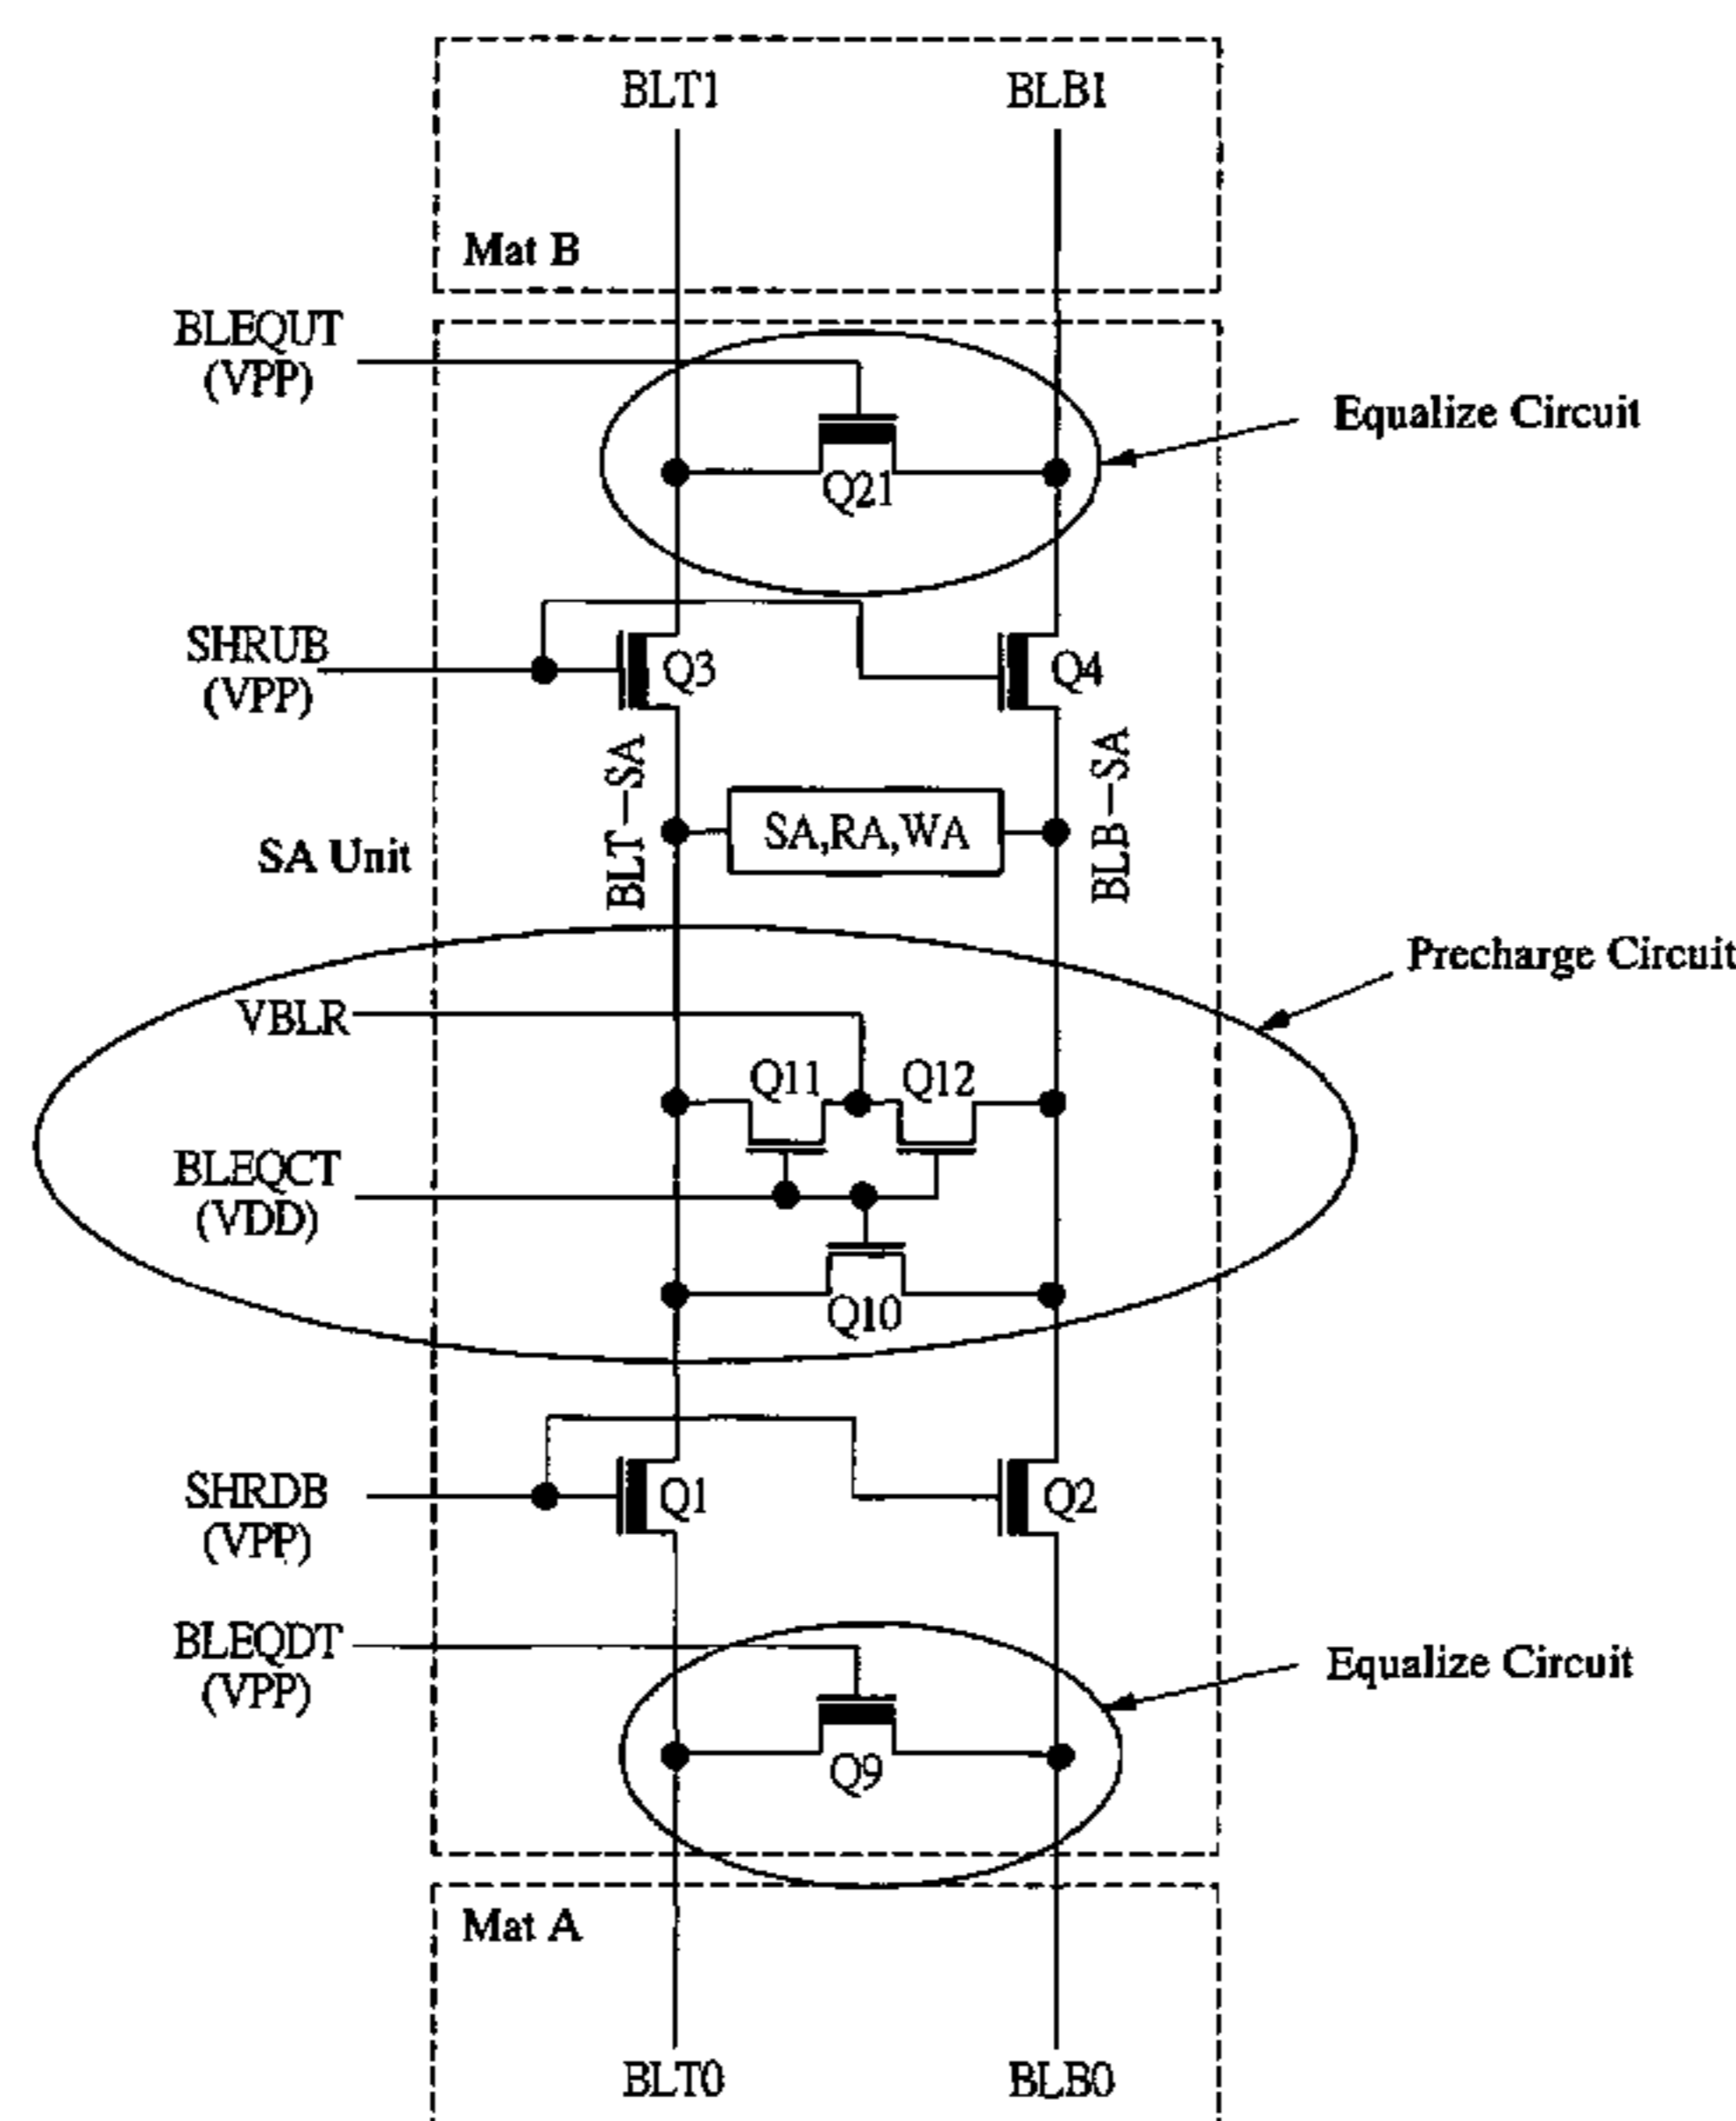 BLT1
BLB1
Mat B
BLEQUT
(VPP)
Equalize Circuit
Q21
SHRUB
(VPP)
Q3
Q4
BLT-SA
BLB-SA
SA,RA,WA
SA Unit
Precharge Circuit
VBLR
Q11
Q12
BLEQCT
(VDD)
Q10
SHRDB
(VPP)
Q1
Q2
BLEQDT
(VPP)
Equalize Circuit
Q9
Mat A
BLT0
BLB0